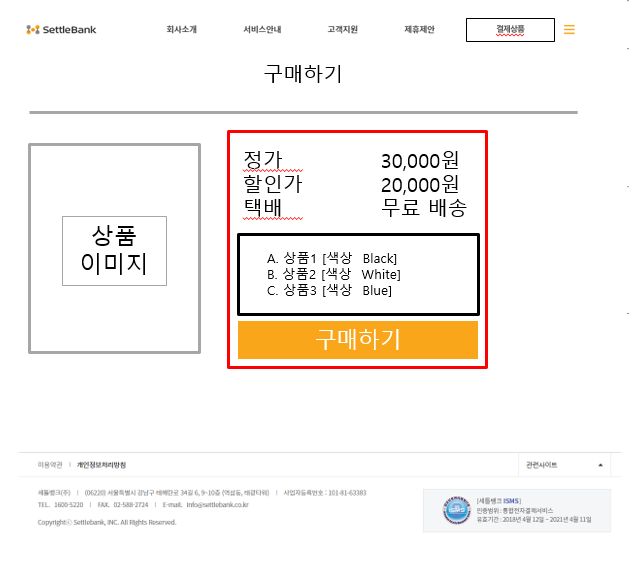 SettleBank 회사소개 서비스안내 고객지원 제휴제안 결제상품
구매하기
상품
이미지
정가 30,000원
할인가 20,000원
택배 무료 배송
A. 상품1 [색상 Black]
B. 상품2 [색상 White]
C. 상품3 [색상 Blue]
구매하기
이용약관 | 개인정보처리방침
관련사이트
세틀뱅크(주) | (06220) 서울특별시 강남구 테헤란로 34길 6, 9~10층 (역삼동, 태광타워) | 사업자등록번호 : 101-81-63383
TEL. 1600-5220 | FAX. 02-588-2724 | E-mail. info@settlebank.co.kr
Copyrightⓒ Settlebank, INC. All Rights Reserved.
ISMS
[세틀뱅크 ISMS]
인증범위 : 통합전자결제서비스
유효기간 : 2018년 4월 12일 ~ 2021년 4월 11일